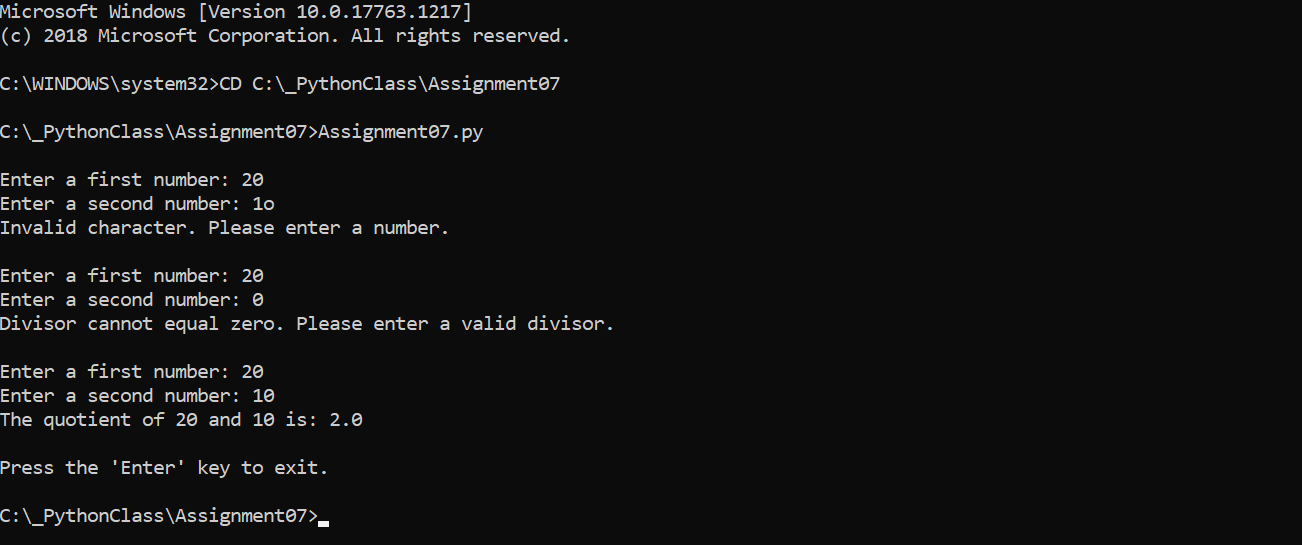 Microsoft Windows [Version 10.0.17763.1217]
(c) 2018 Microsoft Corporation. All rights reserved.
C:\WINDOWS\system32>CD C:\_PythonClass\Assignment07
C:\_PythonClass\Assignment07>Assignment07.py
Enter a first number: 20
Enter a second number: 1o
Invalid character. Please enter a number.
Enter a first number: 20
Enter a second number: 0
Divisor cannot equal zero. Please enter a valid divisor.
Enter a first number: 20
Enter a second number: 10
The quotient of 20 and 10 is: 2.0
Press the 'Enter' key to exit.
C:\_PythonClass\Assignment07>